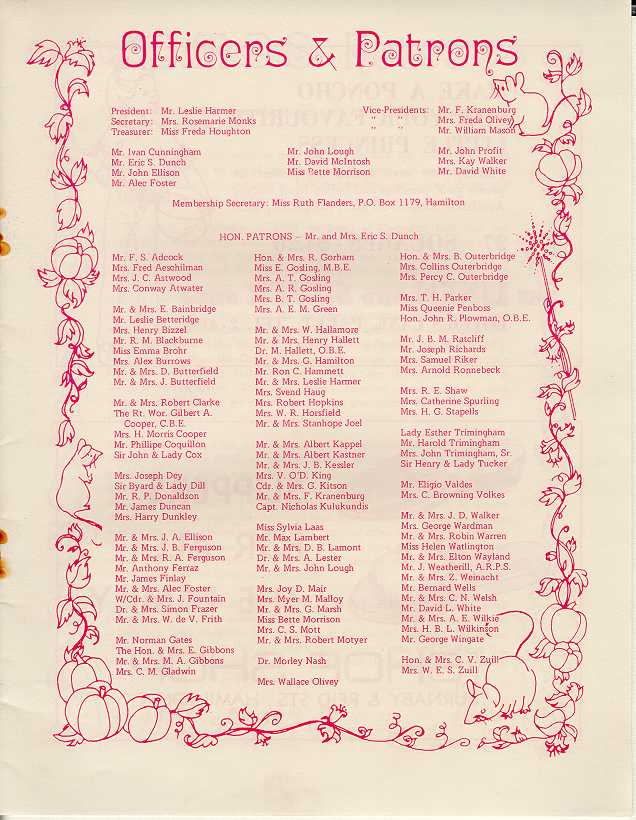 Officers & Patrons
President: Mr. Leslie Harmer
Secretary: Mrs. Rosemarie Monks
Treasurer: Miss Freda Houghton
Vice-Presidents: Mr. F. Kranenburg
" " Mrs. Freda Olivey
" " Mr. William Mason
Mr. Ivan Cunningham
Mr. Eric S. Dunch
Mr. John Ellison
Mr. Alec Foster
Mr. John Lough
Mr. David McIntosh
Miss Bette Morrison
Mr. John Profit
Mrs. Kay Walker
Mr. David White
Membership Secretary: Miss Ruth Flanders, P.O. Box 1179, Hamilton
HON. PATRONS — Mr. and Mrs. Eric S. Dunch
Mr. F. S. Adcock
Mrs. Fred Aeschliman
Mrs. J. C. Astwood
Mrs. Conway Atwater
Mr. & Mrs. E. Bainbridge
Mr. Leslie Betteridge
Mrs. Henry Bizzel
Mr. R. M. Blackburne
Miss Emma Brohr
Mrs. Alex Burrows
Mr. & Mrs. D. Butterfield
Mr. & Mrs. J. Butterfield
Mr. & Mrs. Robert Clarke
The Rt. Wor. Gilbert A.
Cooper, C.B.E.
Mrs. H. Morris Cooper
Mr. Phillipe Coquillon
Sir John & Lady Cox
Mrs. Joseph Dey
Sir Byard & Lady Dill
Mr. R. P. Donaldson
Mr. James Duncan
Mrs. Harry Dunkley
Mr. & Mrs. J. A. Ellison
Mr. & Mrs. J. B. Ferguson
Mr. & Mrs. R. A. Ferguson
Mr. Anthony Ferraz
Mr. James Finlay
Mr. & Mrs. Alec Foster
W/Cdr. & Mrs. J. Fountain
Dr. & Mrs. Simon Frazer
Mr. & Mrs. W. de V. Frith
Mr. Norman Gates
The Hon. & Mrs. E. Gibbons
Mr. & Mrs. M. A. Gibbons
Mrs. C. M. Gladwin
Hon. & Mrs. R. Gorham
Miss E. Gosling, M.B.E.
Mrs. A. T. Gosling
Mrs. A. R. Gosling
Mrs. B. T. Gosling
Mrs. A. E. M. Green
Mr. & Mrs. W. Hallamore
Mr. & Mrs. Henry Hallett
Dr. M. Hallett, O.B.E.
Mr. & Mrs. G. Hamilton
Mr. Ron C. Hammett
Mr. & Mrs. Leslie Harmer
Mrs. Svend Haug
Mrs. Robert Hopkins
Mrs. W. R. Horsfield
Mr. & Mrs. Stanhope Joel
Mr. & Mrs. Albert Kappel
Mr. & Mrs. Albert Kastner
Mr. & Mrs. J. B. Kessler
Mrs. V. O'D. King
Cdr. & Mrs. G. Kitson
Mr. & Mrs. F. Kranenburg
Capt. Nicholas Kulukundis
Miss Sylvia Laas
Mr. Max Lambert
Mr. & Mrs. D. B. Lamont
Dr. & Mrs. A. Lester
Mr. & Mrs. John Lough
Mrs. Joy D. Mair
Mrs. Myer M. Malloy
Mr. & Mrs. G. Marsh
Miss Bette Morrison
Mrs. C. S. Mott
Mr. & Mrs. Robert Motyer
Dr. Morley Nash
Mrs. Wallace Olivey
Hon. & Mrs. B. Outerbridge
Mrs. Collins Outerbridge
Mrs. Percy C. Outerbridge
Mrs. T. H. Parker
Miss Queenie Penboss
Hon. John R. Plowman, O.B.E.
Mr. J. B. M. Ratcliff
Mr. Joseph Richards
Mrs. Samuel Riker
Mrs. Arnold Ronnebeck
Mrs. R. E. Shaw
Mrs. Catherine Spurling
Mrs. H. G. Stapells
Lady Esther Trimingham
Mr. Harold Trimingham
Mrs. John Trimingham, Sr.
Sir Henry & Lady Tucker
Mr. Eligio Valdes
Mrs. C. Browning Volkes
Mr. & Mrs. J. D. Walker
Mrs. George Wardman
Mr. & Mrs. Robin Warren
Miss Helen Watlington
Mr. & Mrs. Elton Wayland
Mr. J. Weatherill, A.R.P.S.
Mr. & Mrs. Z. Weinacht
Mr. Bernard Wells
Mr. & Mrs. C. N. Welsh
Mr. David L. White
Mr. & Mrs. A. E. Wilkie
Mrs. H. B. L. Wilkinson
Mr. George Wingate
Hon. & Mrs. C. V. Zuill
Mrs. W. E. S. Zuill